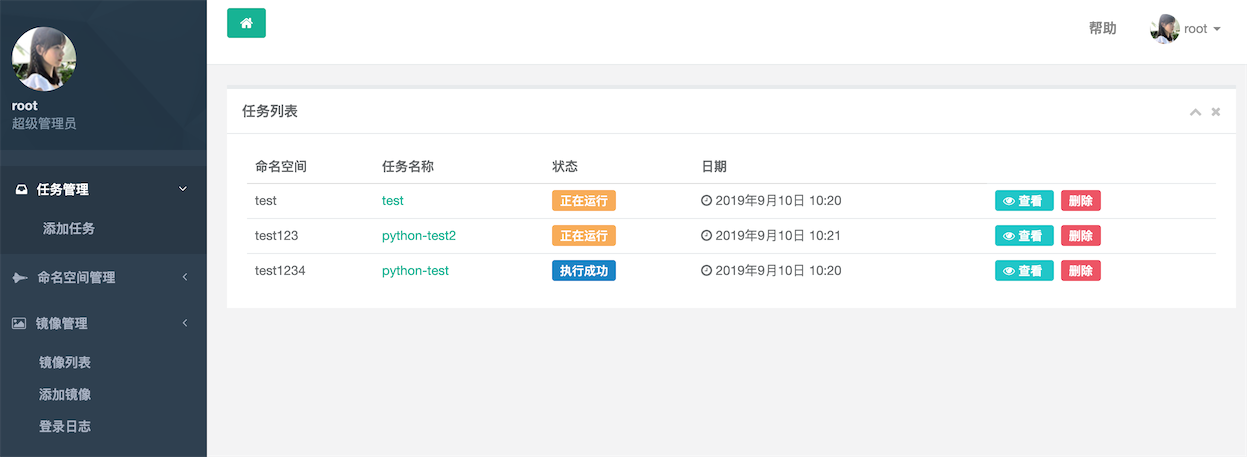 root
超级管理员
任务管理
添加任务
命名空间管理
镜像管理
镜像列表
添加镜像
登录日志
帮助 root
任务列表
命名空间 任务名称 状态 日期
test test 正在运行 2019年9月10日 10:20 查看 删除
test123 python-test2 正在运行 2019年9月10日 10:21 查看 删除
test1234 python-test 执行成功 2019年9月10日 10:20 查看 删除